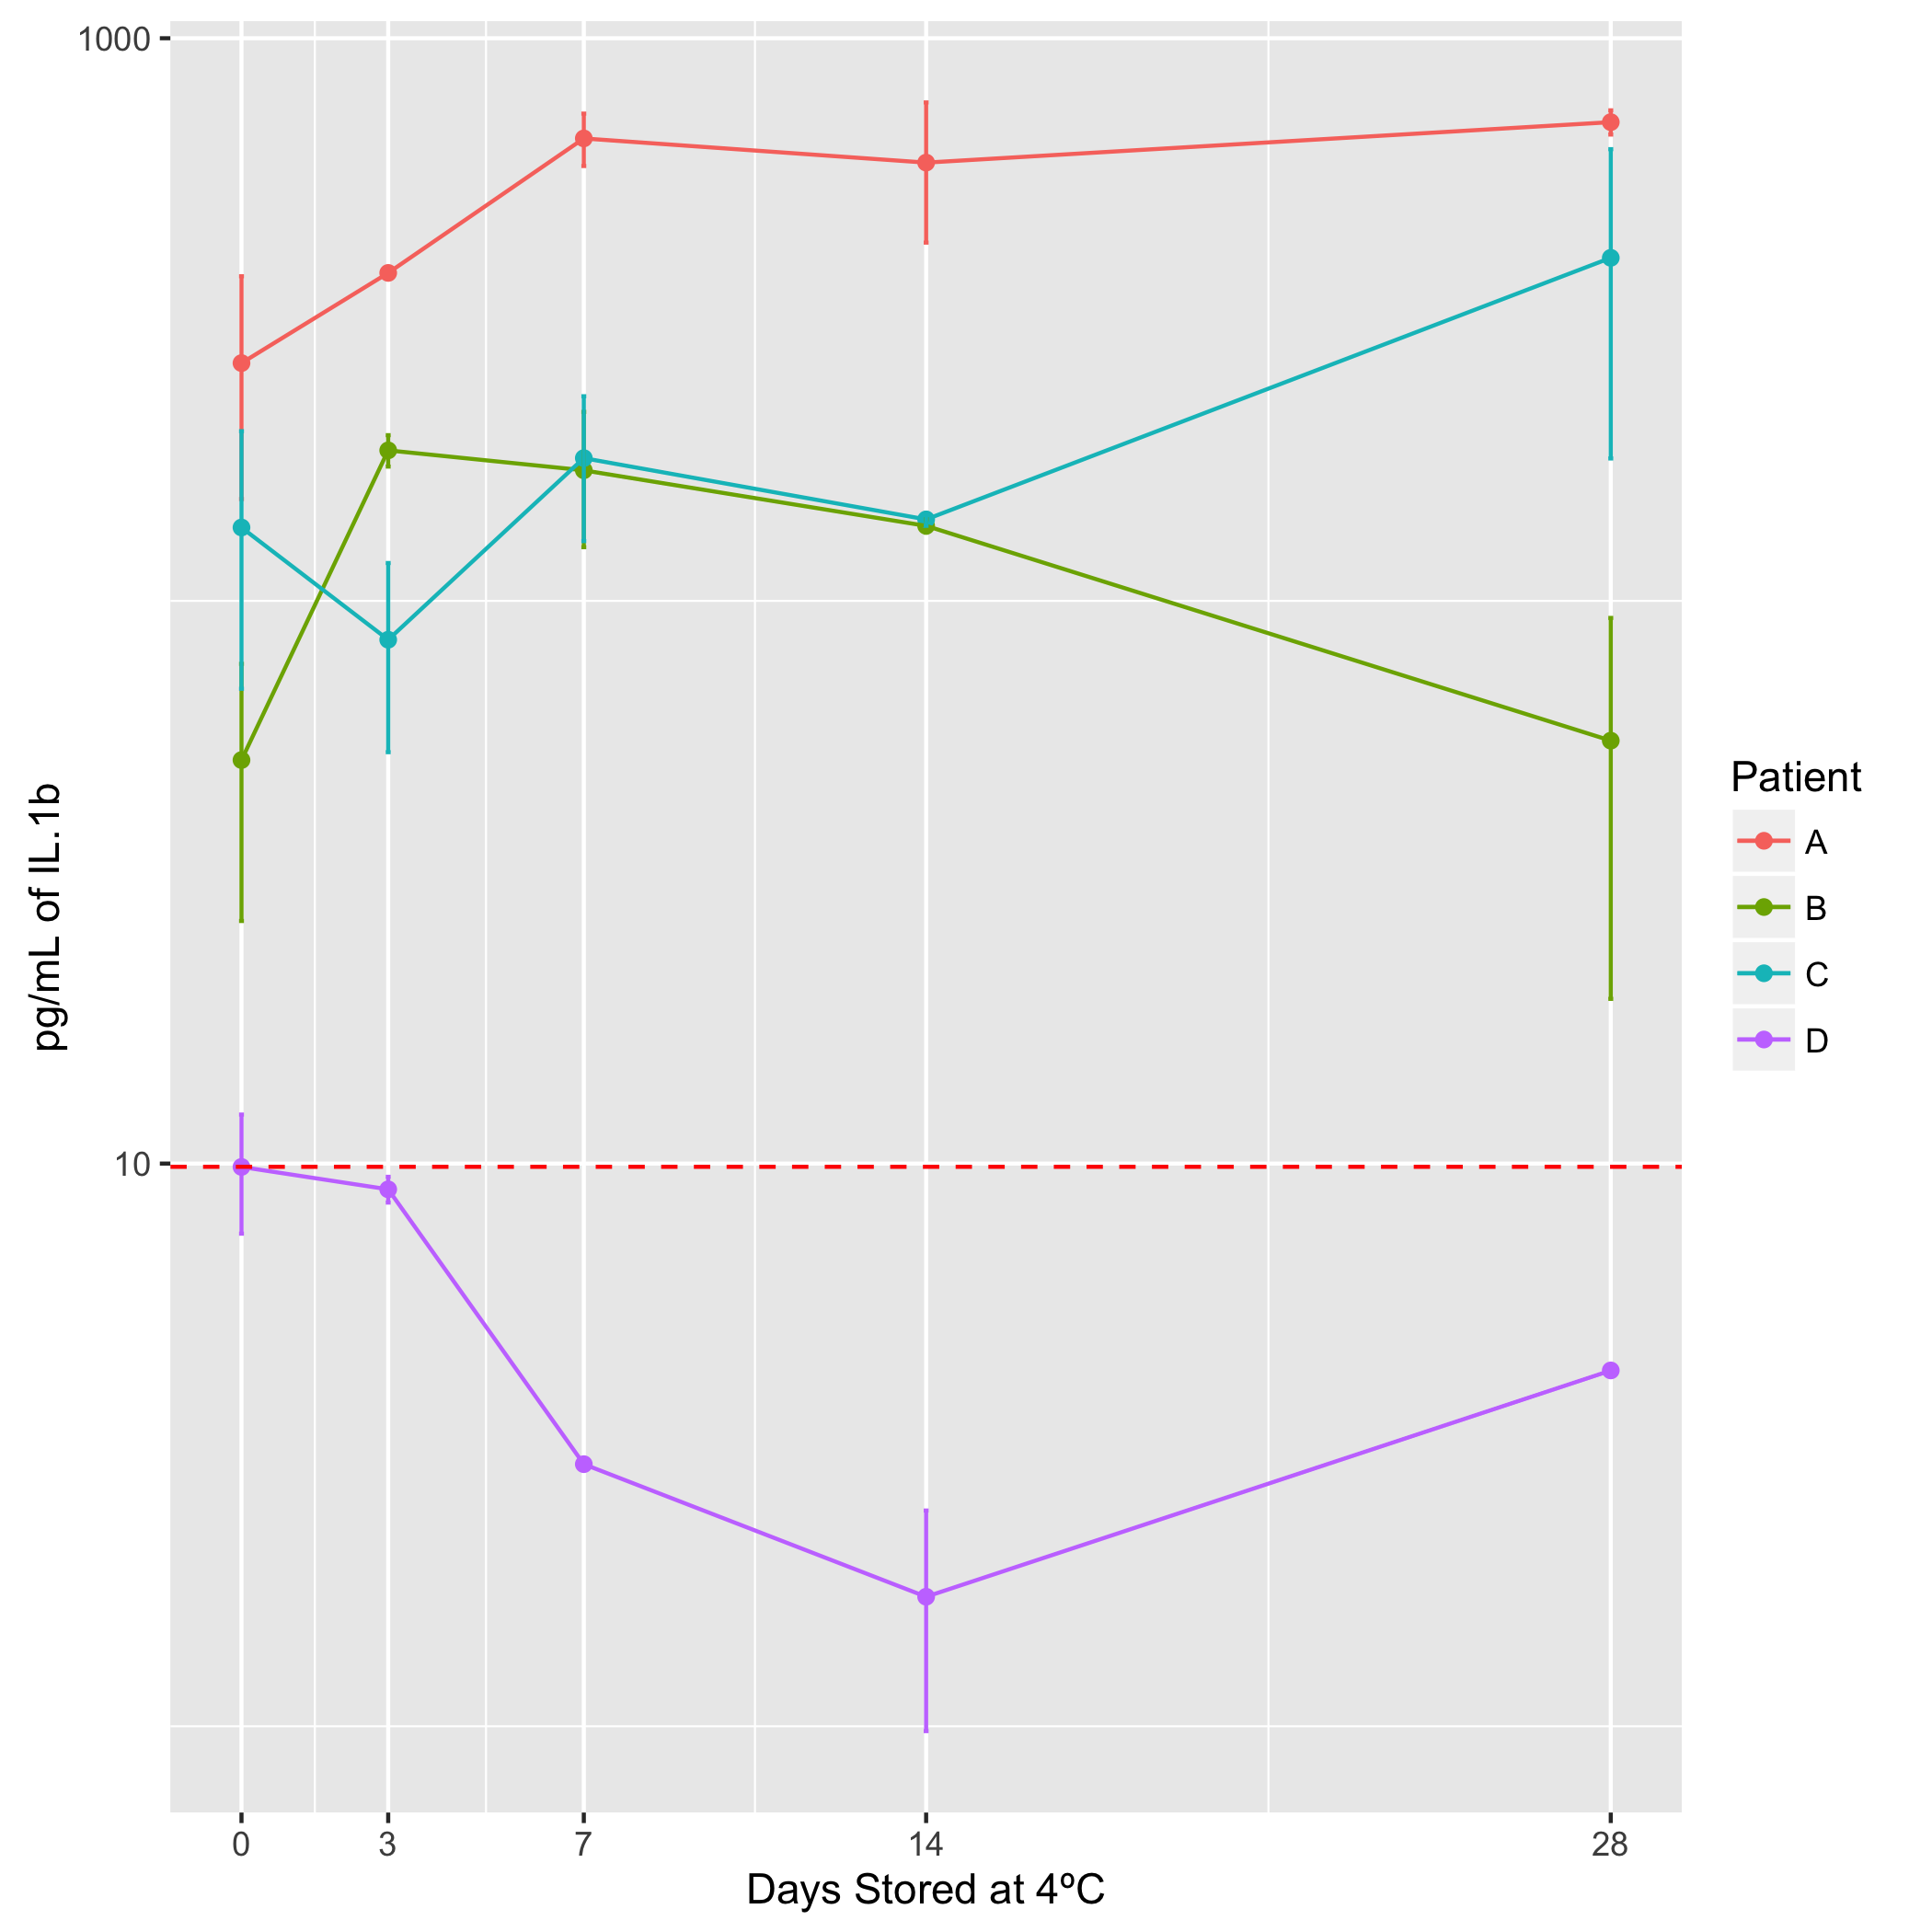 1000
10
pg/mL of IL.1b
0 3 7 14 28
Days Stored at 4ºC
Patient
A
B
C
D